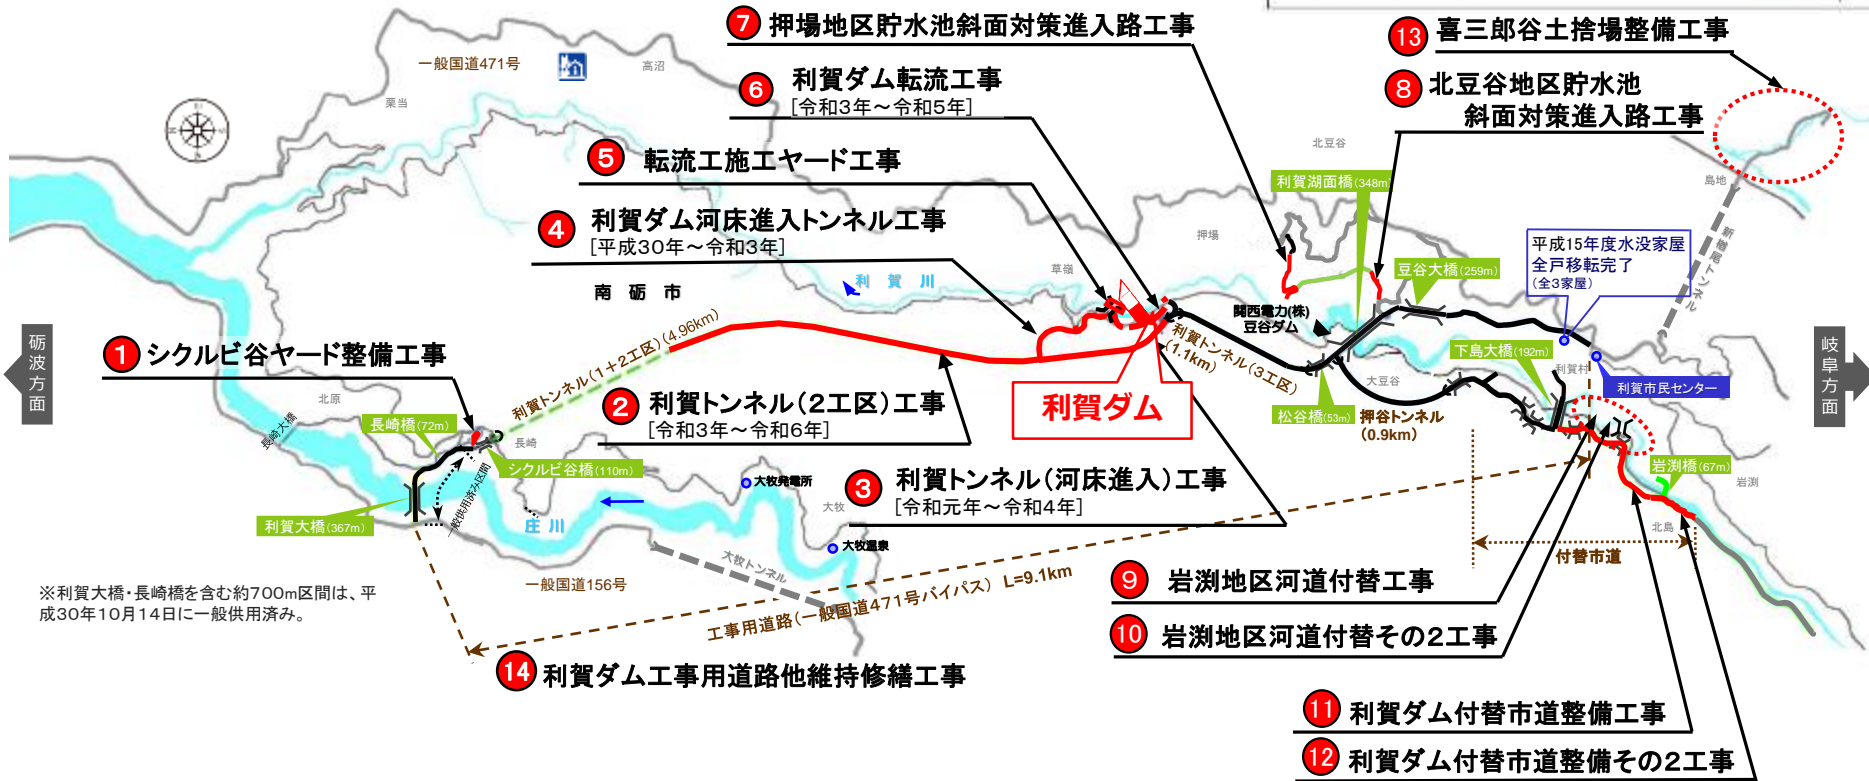 ⑦ 押場地区貯水池斜面対策進入路工事
⑬ 喜三郎谷土捨場整備工事
⑥ 利賀ダム転流工事
[令和3年～令和5年]
⑧ 北豆谷地区貯水池
斜面対策進入路工事
一般国道471号
高沼
栗当
北豆谷
島地
⑤ 転流工施工ヤード工事
利賀湖面橋(348m)
④ 利賀ダム河床進入トンネル工事
[平成30年～令和3年]
押場
新楢尾トンネル
平成15年度水没家屋
全戸移転完了
(全3家屋)
草嶺
利賀川
豆谷大橋(259m)
南砺市
関西電力(株)
豆谷ダム
利賀トンネル(1+2工区)(4.96km)
利賀トンネル(3工区)
(1.1km)
砺波方面
岐阜方面
① シクルビ谷ヤード整備工事
下島大橋(192m)
利賀村
利賀市民センター
大豆谷
北原
② 利賀トンネル(2工区)工事
[令和3年～令和6年]
利賀ダム
松谷橋(53m)
押谷トンネル
(0.9km)
長崎大橋
長崎橋(72m)
長崎
シクルビ谷橋(110m)
一般供用済み区間
大牧発電所
③ 利賀トンネル(河床進入)工事
[令和元年～令和4年]
岩渕橋(67m)
岩渕
利賀大橋(367m)
庄川
大牧
大牧温泉
北島
大牧トンネル
付替市道
一般国道156号
※利賀大橋・長崎橋を含む約700m区間は、平
成30年10月14日に一般供用済み。
工事用道路(一般国道471号バイパス) L=9.1km
⑨ 岩渕地区河道付替工事
⑩ 岩渕地区河道付替その2工事
⑭ 利賀ダム工事用道路他維持修繕工事
⑪ 利賀ダム付替市道整備工事
⑫ 利賀ダム付替市道整備その2工事